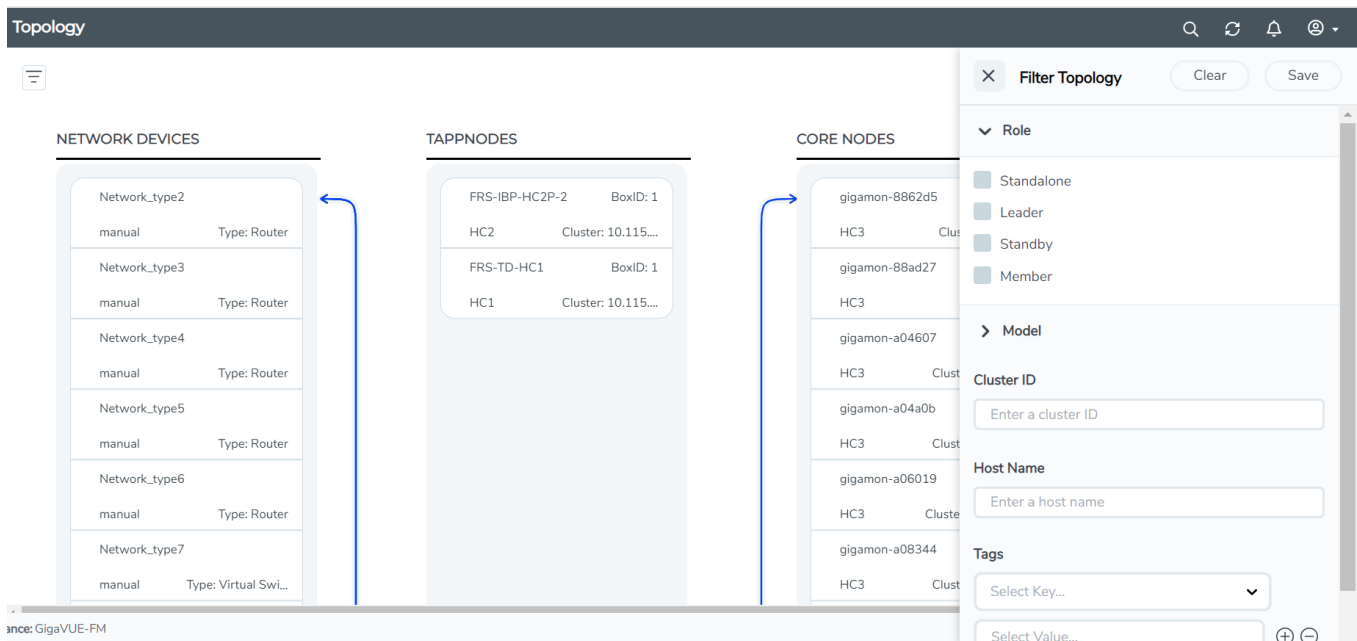 Topology
Filter Topology
Clear
Save
NETWORK DEVICES
TAPPNODES
CORE NODES
Network_type2
manual Type: Router
Network_type3
manual Type: Router
Network_type4
manual Type: Router
Network_type5
manual Type: Router
Network_type6
manual Type: Router
Network_type7
manual Type: Virtual Swi...
FRS-IBP-HC2P-2 BoxID: 1
HC2 Cluster: 10.115....
FRS-TD-HC1 BoxID: 1
HC1 Cluster: 10.115....
gigamon-8862d5
HC3 Clus
gigamon-88ad27
HC3
gigamon-a04607
HC3 Clust
gigamon-a04a0b
HC3 Clust
gigamon-a06019
HC3 Cluste
gigamon-a08344
HC3 Clust
Role
Standalone
Leader
Standby
Member
Model
Cluster ID
Enter a cluster ID
Host Name
Enter a host name
Tags
Select Key...
Select Value...
ance: GigaVUE-FM